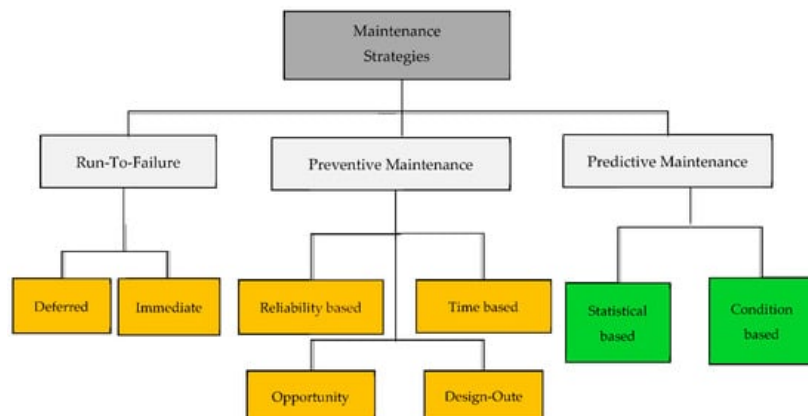 Maintenance
Strategies
Run-To-Failure
Preventive Maintenance
Predictive Maintenance
Deferred
Immediate
Reliability based
Time based
Statistical
based
Condition
based
Opportunity
Design-Oute